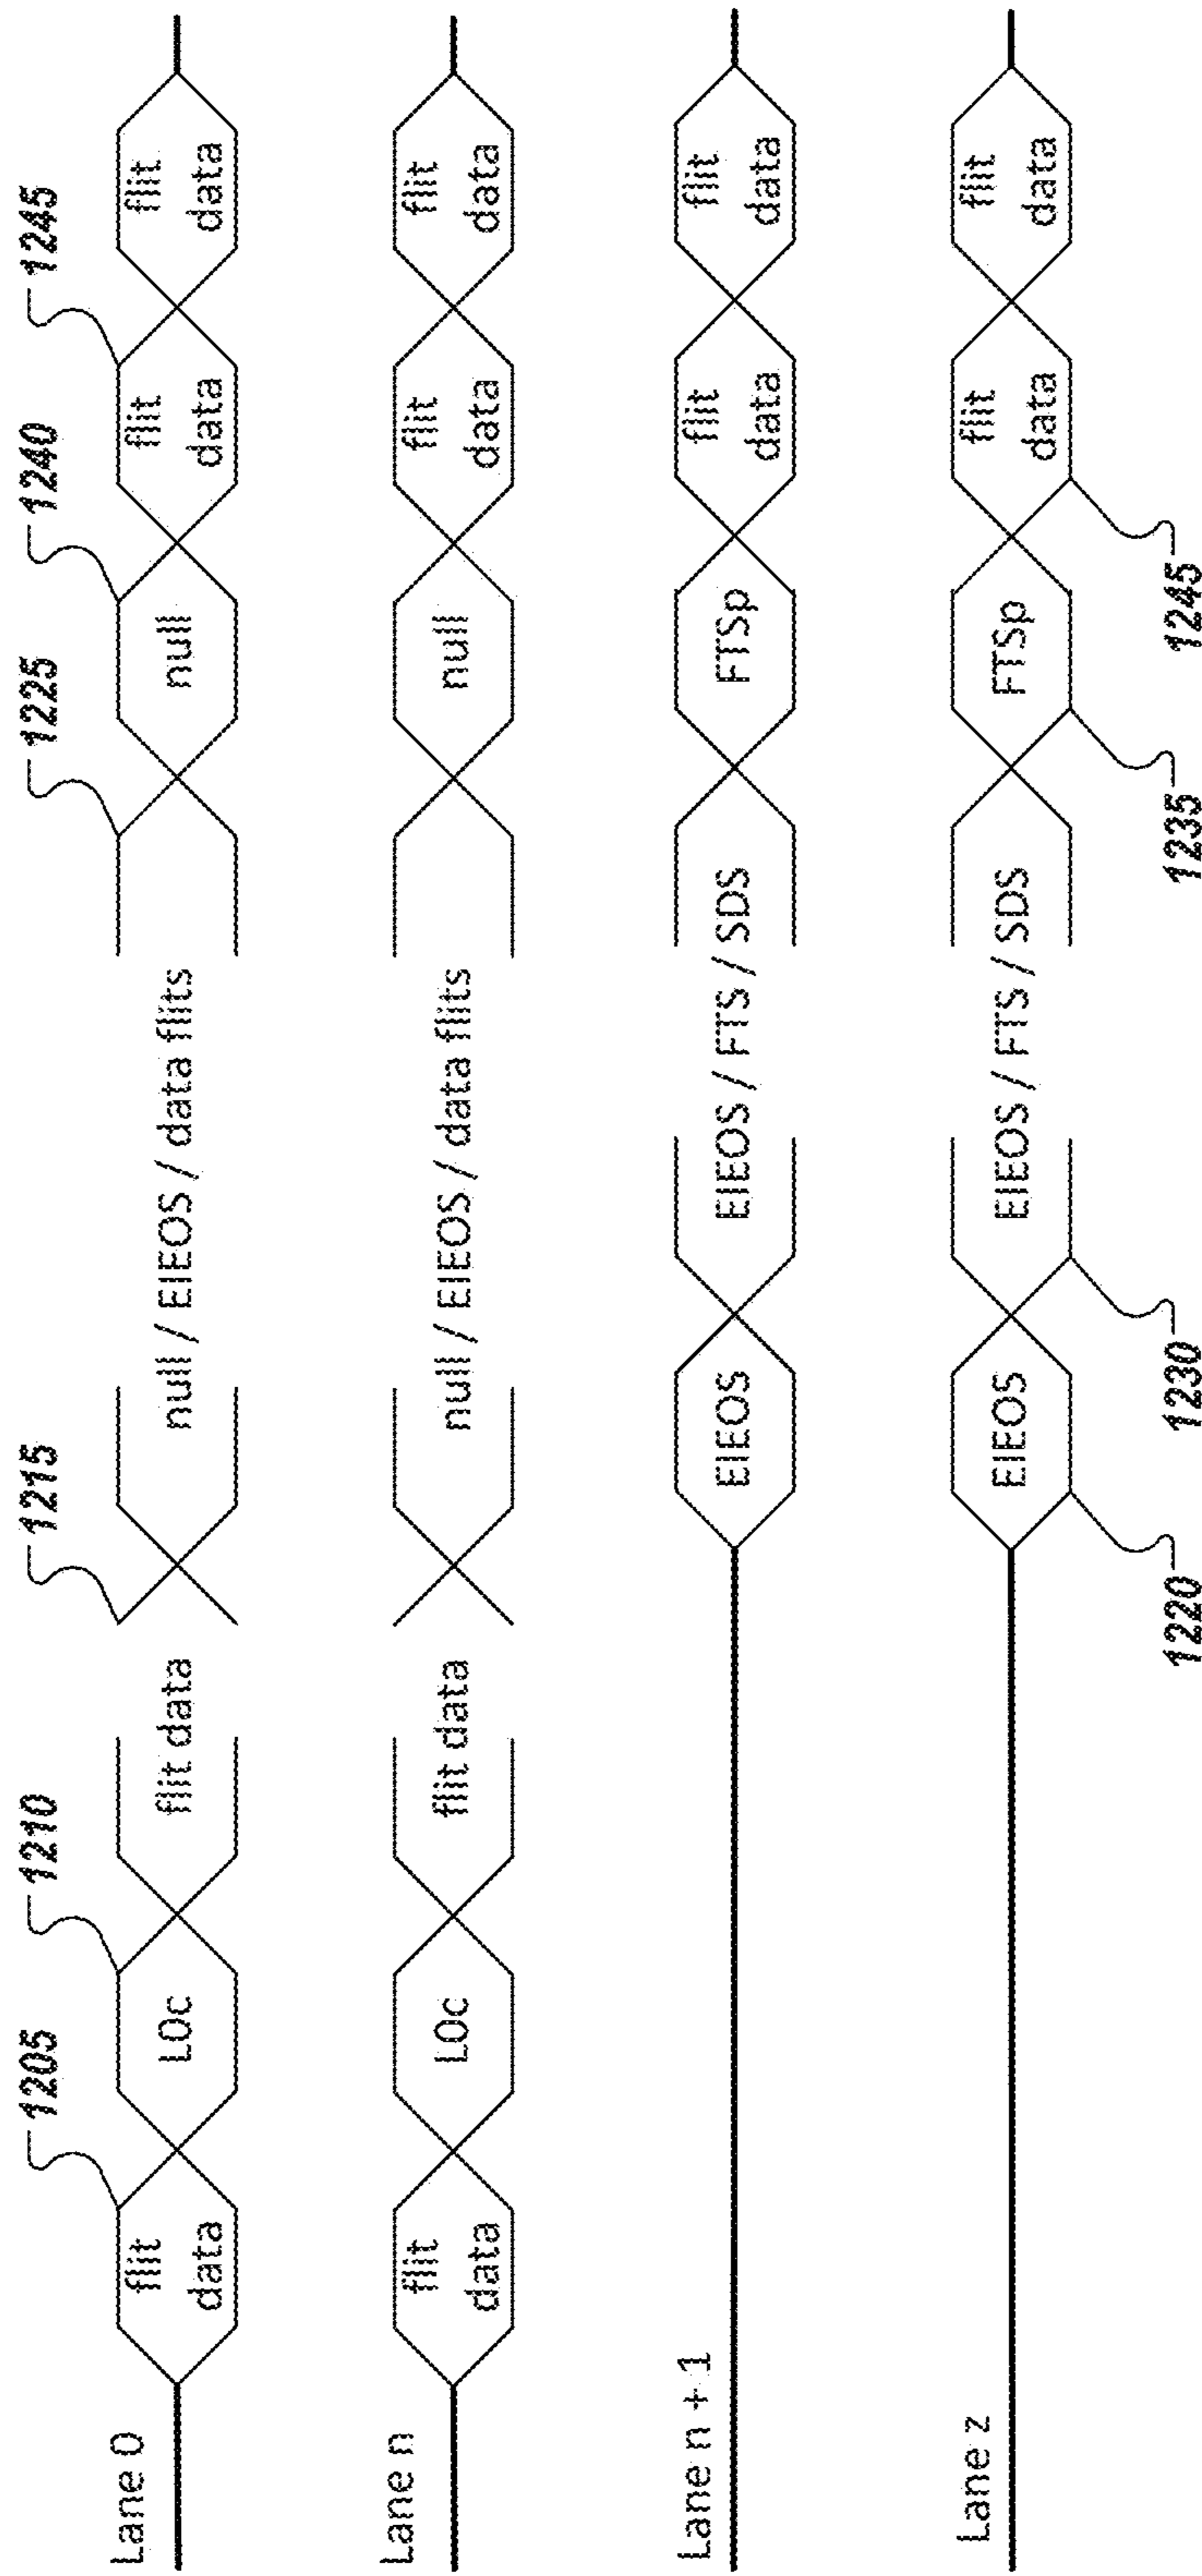 1205
1210
1215
1225
1240
1245
Lane 0
flit
data
L0c
flit data
null / EIEOS / data flits
null
flit
data
flit
data
Lane n
flit
data
L0c
flit data
null / EIEOS / data flits
null
flit
data
flit
data
Lane n + 1
EIEOS
EIEOS / FTS / SDS
FTSp
flit
data
flit
data
Lane z
EIEOS
EIEOS / FTS / SDS
FTSp
flit
data
flit
data
1220
1230
1235
1245